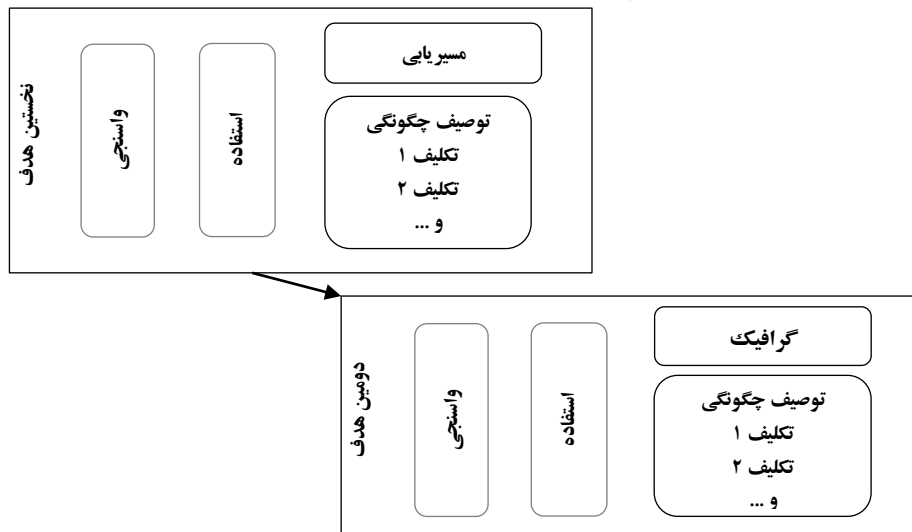 مسیریابی
توصیف چگونگی
تکلیف ۱
تکلیف ۲
و ...
استفاده
واسنجی
نخستین هدف
گرافیک
توصیف چگونگی
تکلیف ۱
تکلیف ۲
و ...
استفاده
واسنجی
دومین هدف